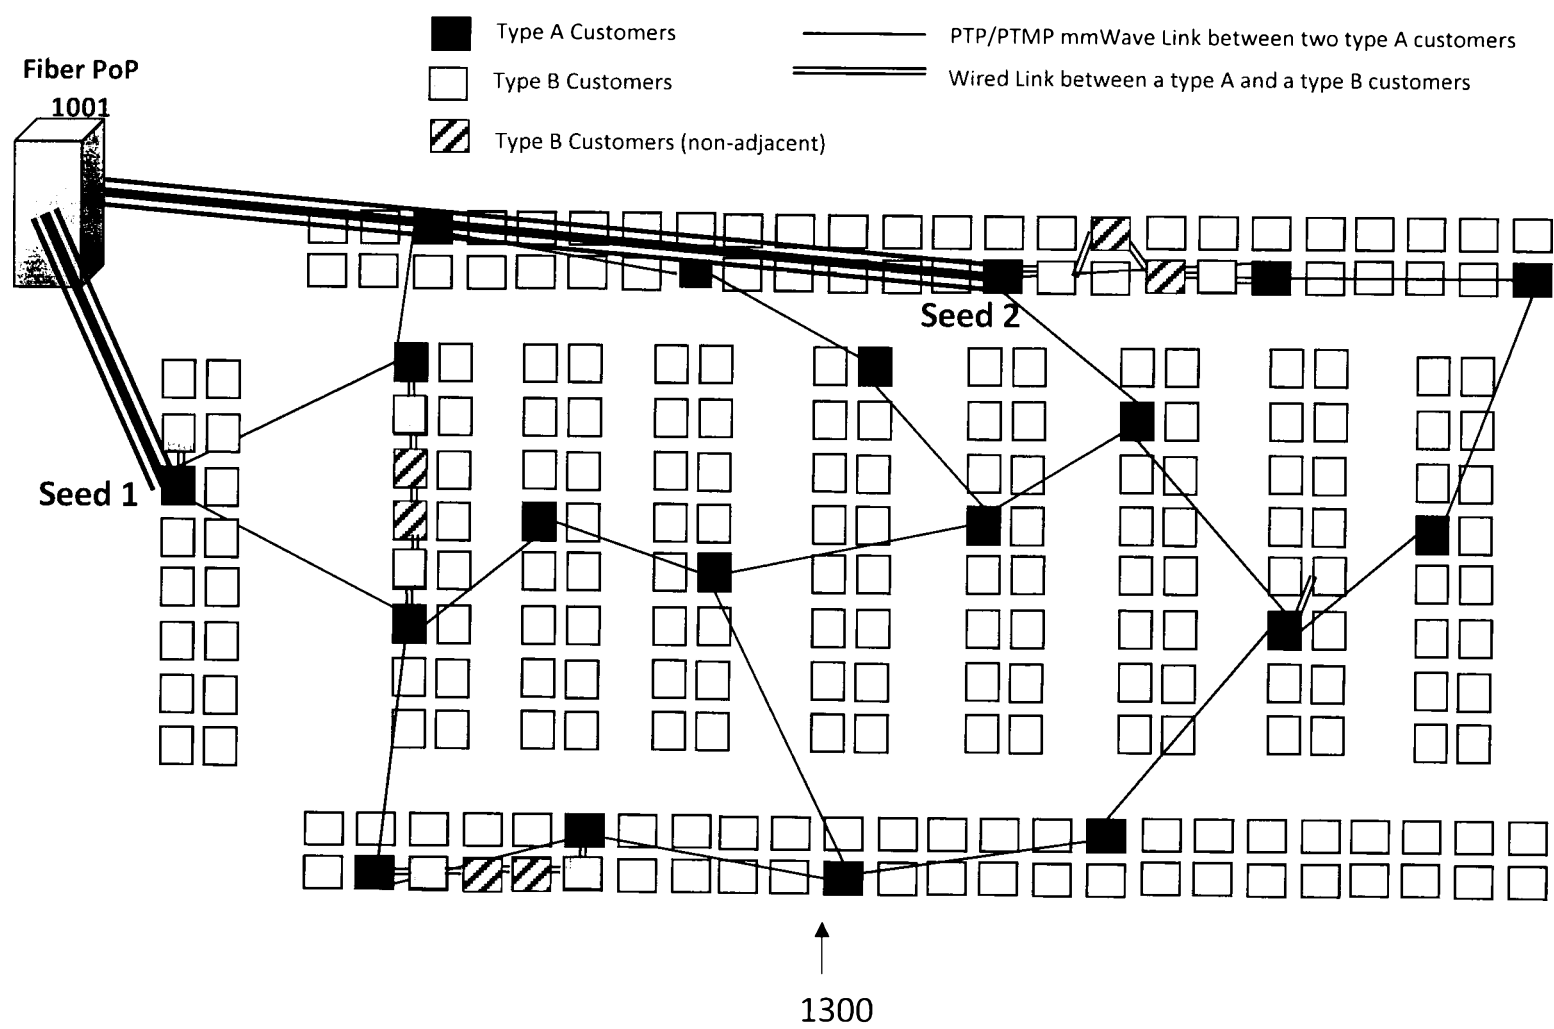 Type A Customers
PTP/PTMP mmWave Link between two type A customers
Fiber PoP
1001
Type B Customers
Wired Link between a type A and a type B customers
Type B Customers (non-adjacent)
Seed 2
Seed 1
1300